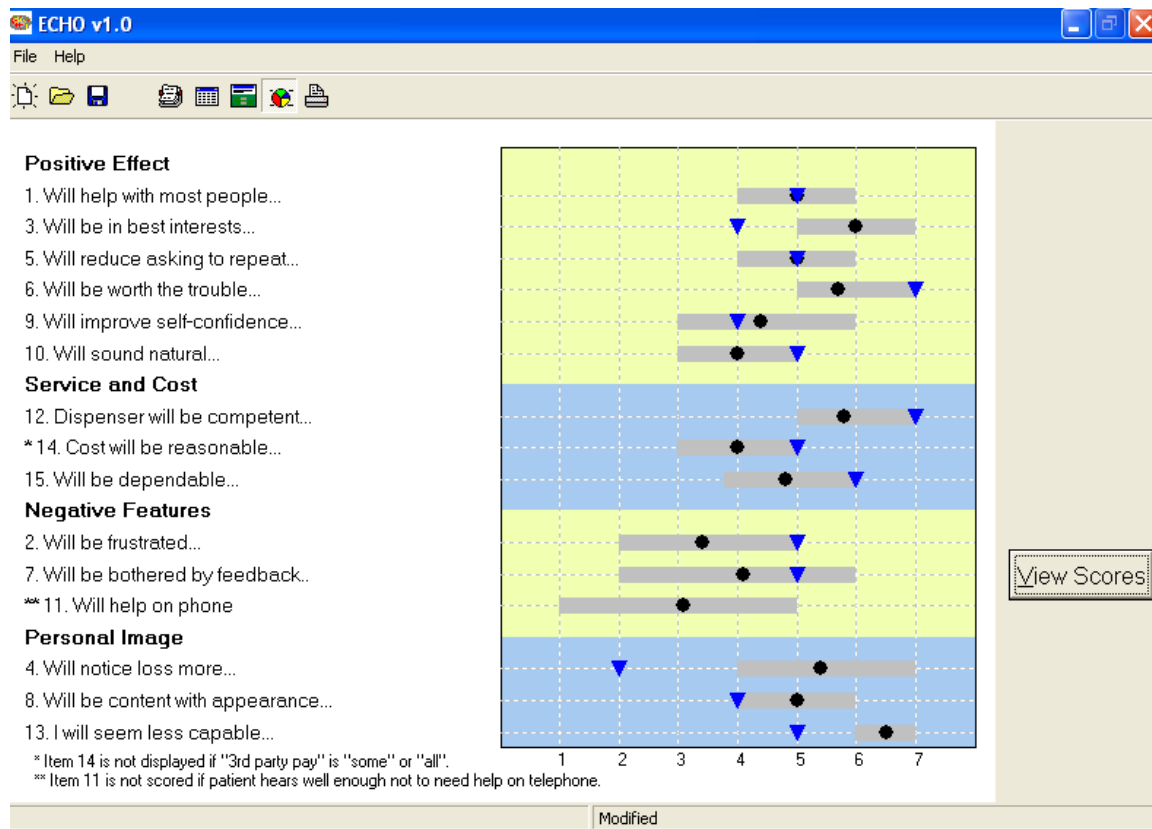 ECHO v1.0
File Help
Positive Effect
1. Will help with most people...
3. Will be in best interests...
5. Will reduce asking to repeat...
6. Will be worth the trouble...
9. Will improve self-confidence...
10. Will sound natural...
Service and Cost
12. Dispenser will be competent...
* 14. Cost will be reasonable...
15. Will be dependable...
Negative Features
2. Will be frustrated...
7. Will be bothered by feedback..
** 11. Will help on phone
View Scores
Personal Image
4. Will notice loss more...
8. Will be content with appearance...
13. I will seem less capable...
1 2 3 4 5 6 7
* Item 14 is not displayed if "3rd party pay" is "some" or "all".
** Item 11 is not scored if patient hears well enough not to need help on telephone.
Modified